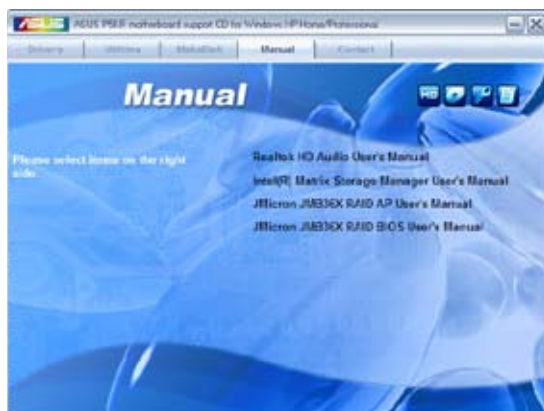 ASUS motherboard support CD for Windows XP Home/Professional
Drivers Utilities MakeDisk Manual Contact
Manual
Please select items on the right
side.
Realtek HD Audio User's Manual
Intel(R) Matrix Storage Manager User's Manual
JMicron JMB36X RAID AP User's Manual
JMicron JMB36X RAID BIOS User's Manual